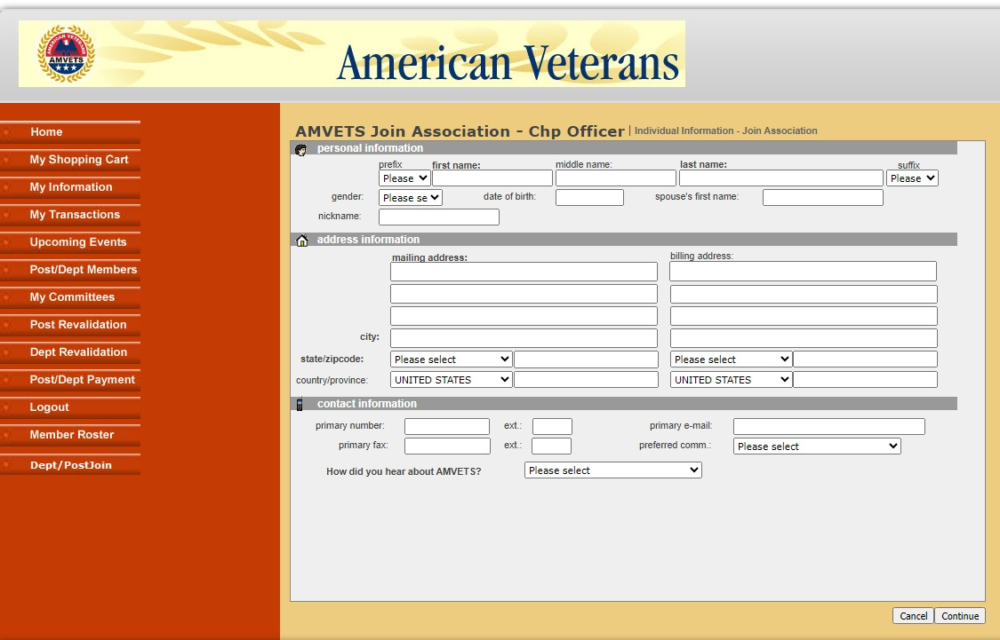 AMERICAN VETERANS
AMVETS
American Veterans
Home
My Shopping Cart
My Information
My Transactions
Upcoming Events
Post/Dept Members
My Committees
Post Revalidation
Dept Revalidation
Post/Dept Payment
Logout
Member Roster
Dept/PostJoin
AMVETS Join Association - Chp Officer | Individual Information - Join Association
personal information
prefix first name: middle name: last name: suffix
Please Please
gender: Please se date of birth: spouse's first name:
nickname:
address information
mailing address: billing address:
city:
state/zipcode: Please select Please select
country/province: UNITED STATES UNITED STATES
contact information
primary number: ext.: primary e-mail:
primary fax: ext.: preferred comm.: Please select
How did you hear about AMVETS? Please select
Cancel Continue